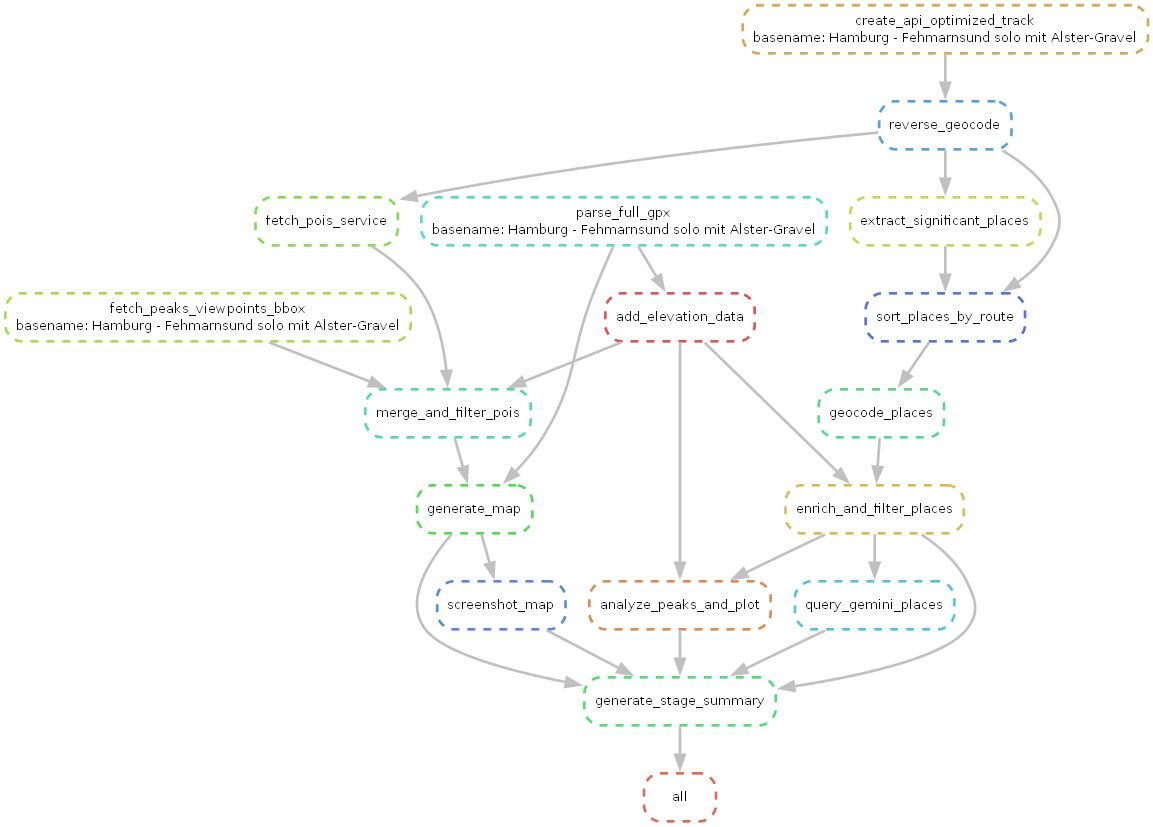 create_api_optimized_track
basename: Hamburg - Fehmarnsund solo mit Alster-Gravel
reverse_geocode
fetch_pois_service
parse_full_gpx
basename: Hamburg - Fehmarnsund solo mit Alster-Gravel
extract_significant_places
fetch_peaks_viewpoints_bbox
basename: Hamburg - Fehmarnsund solo mit Alster-Gravel
add_elevation_data
sort_places_by_route
merge_and_filter_pois
geocode_places
generate_map
enrich_and_filter_places
screenshot_map
analyze_peaks_and_plot
query_gemini_places
generate_stage_summary
all